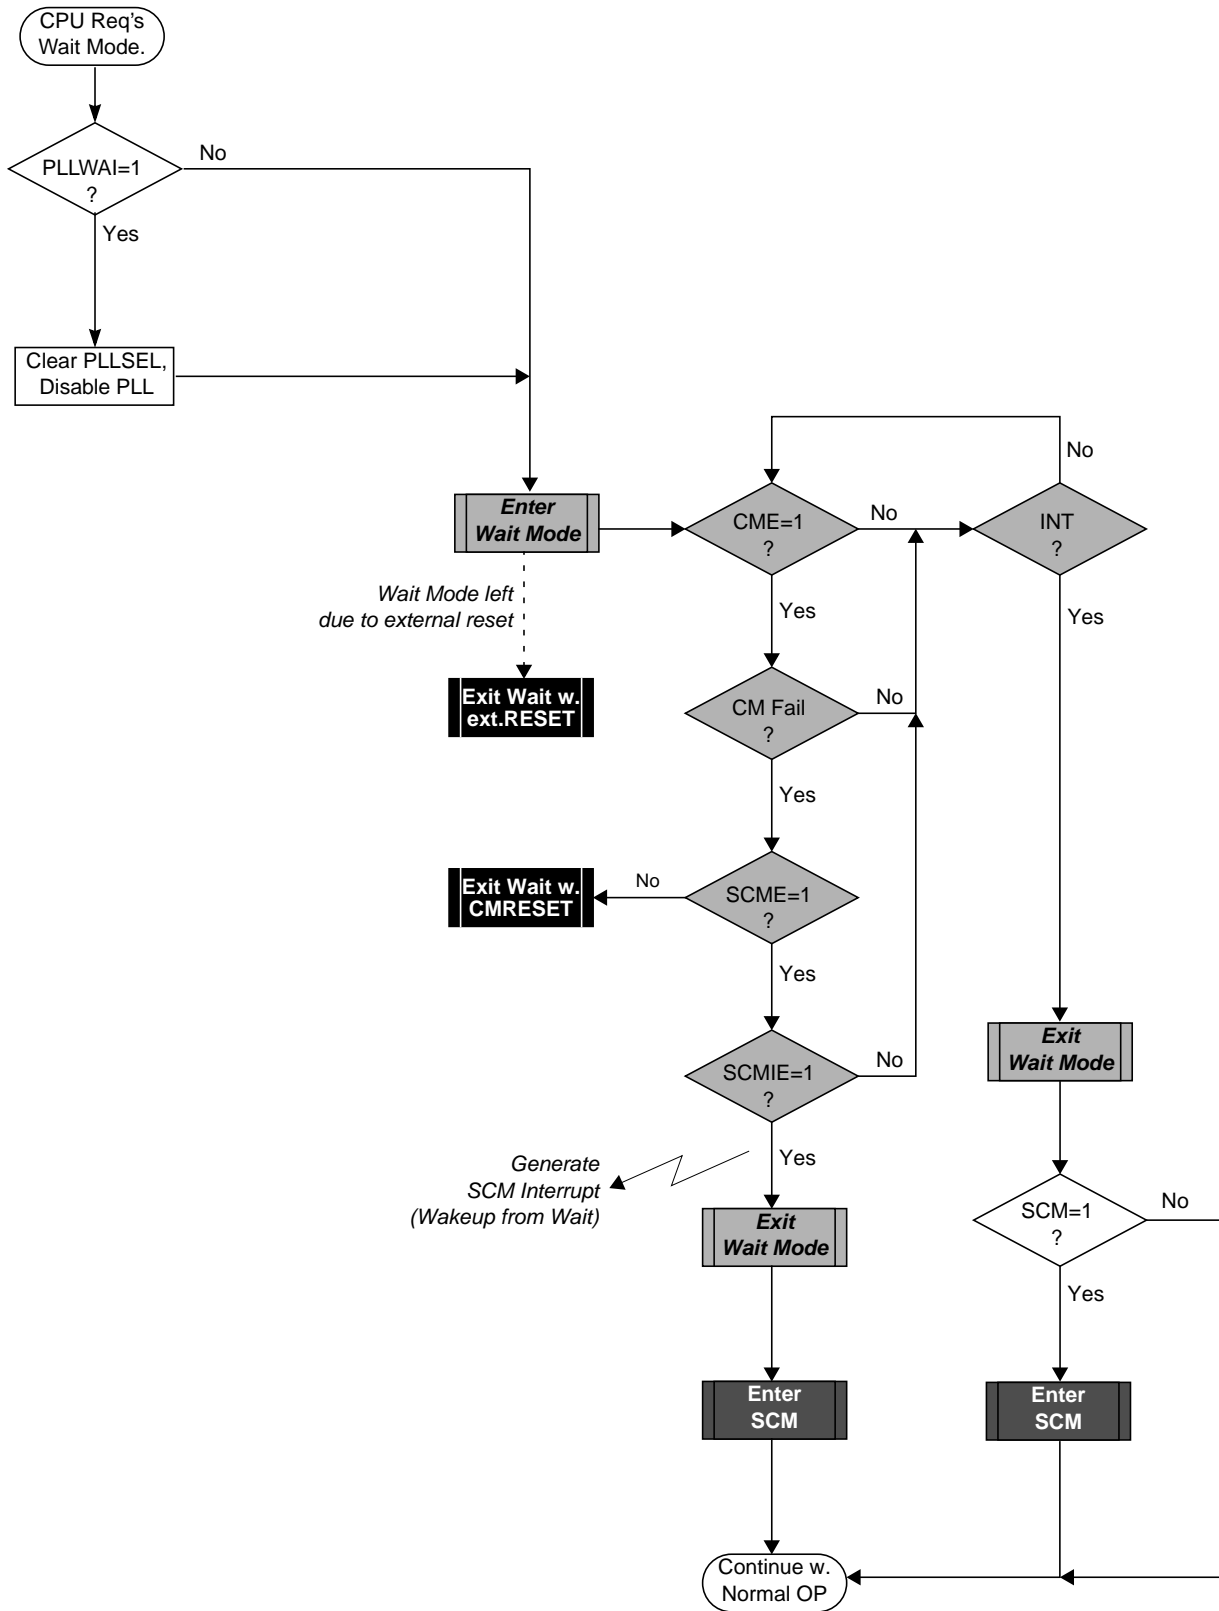 CPU Req's
Wait Mode.
PLLWAI=1
?
No
Yes
Clear PLLSEL,
Disable PLL
Enter
Wait Mode
Wait Mode left
due to external reset
Exit Wait w.
ext.RESET
CME=1
?
No
Yes
INT
?
No
Yes
CM Fail
?
No
Yes
SCME=1
?
No
Exit Wait w.
CMRESET
Yes
SCMIE=1
?
No
Yes
Generate
SCM Interrupt
(Wakeup from Wait)
Exit
Wait Mode
Enter
SCM
Exit
Wait Mode
SCM=1
?
No
Yes
Enter
SCM
Continue w.
Normal OP